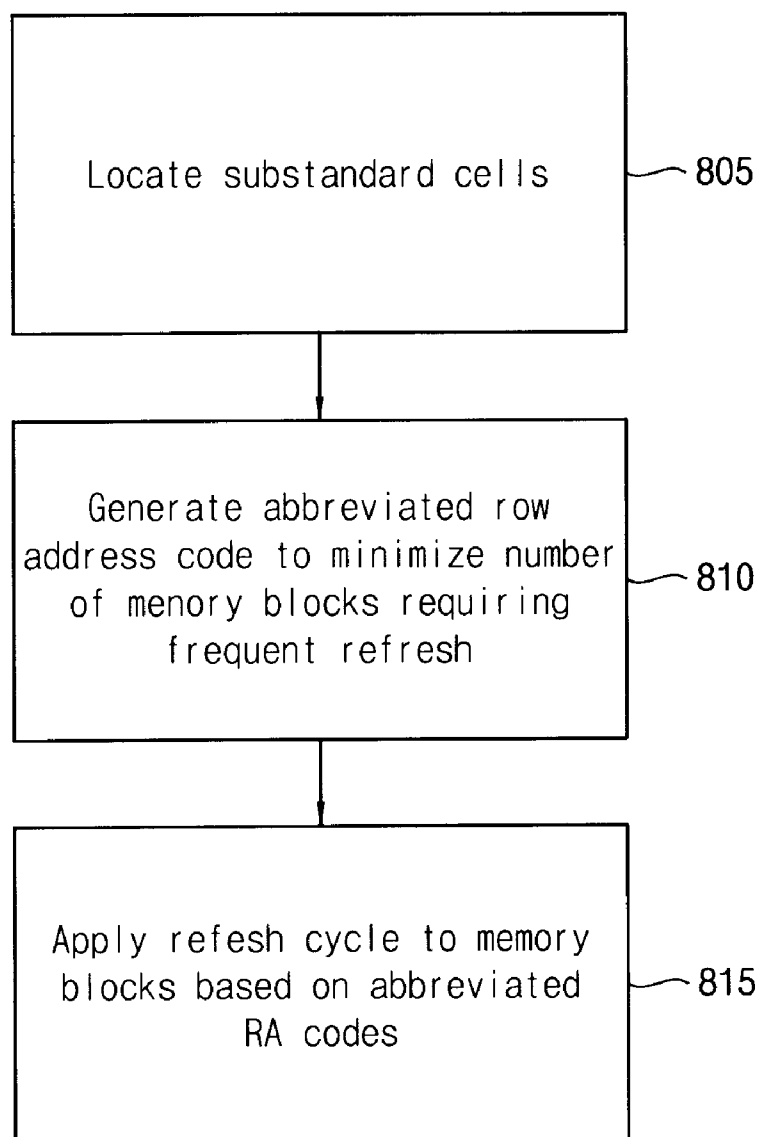 Locate substandard cells
805
Generate abbreviated row
address code to minimize number
of menory blocks requiring
frequent refresh
810
Apply refesh cycle to memory
blocks based on abbreviated
RA codes
815